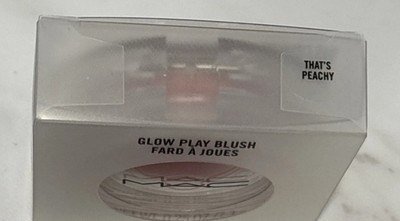 THAT'S
PEACHY
GLOW PLAY BLUSH
FARD À JOUES
MAC